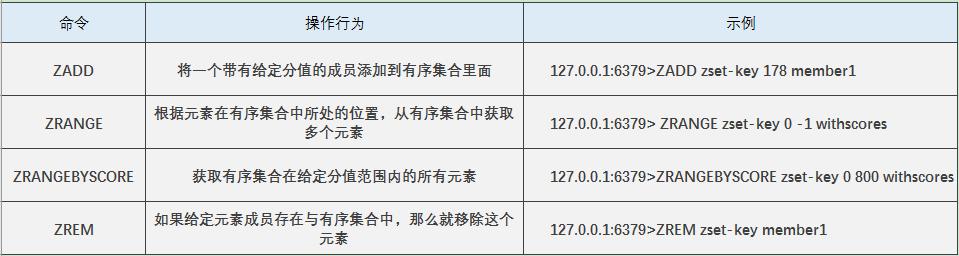 命令 操作行为 示例
ZADD 将一个带有给定分值的成员添加到有序集合里面 127.0.0.1:6379>ZADD zset-key 178 member1
ZRANGE 根据元素在有序集合中所处的位置，从有序集合中获取
多个元素 127.0.0.1:6379> ZRANGE zset-key 0 -1 withscores
ZRANGEBYSCORE 获取有序集合在给定分值范围内的所有元素 127.0.0.1:6379>ZRANGEBYSCORE zset-key 0 800 withscores
ZREM 如果给定元素成员存在与有序集合中，那么就移除这个
元素 127.0.0.1:6379>ZREM zset-key member1